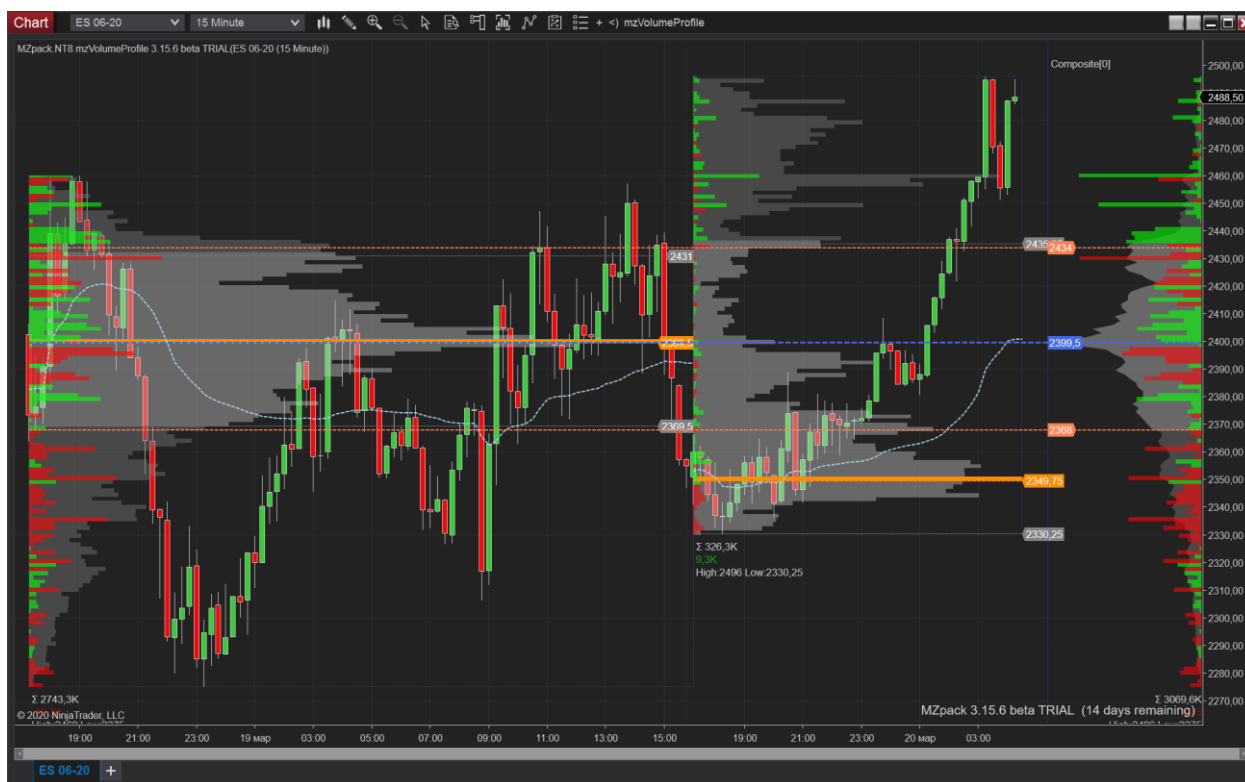 Chart ES 06-20 15 Minute + <) mzVolumeProfile
MZpack.NT8.mzVolumeProfile 3.15.6 beta TRIAL(ES 06-20 (15 Minute))
Composite[0]
2500,00
2488,50
2480,00
2470,00
2460,00
2450,00
2440,00
2435
2434
2430,00
2431
2420,00
2410,00
2400,00
2399,5
2390,00
2380,00
2370,00
2369,5
2368
2360,00
2350,00
2349,75
2340,00
2330,00
2330,25
Σ 326,3K
9,3K
High:2496 Low:2330,25
2320,00
2310,00
2300,00
2290,00
2280,00
2270,00
Σ 2743,3K
Σ 3069,6K
© 2020 NinjaTrader, LLC
MZpack 3.15.6 beta TRIAL (14 days remaining)
19:00 21:00 23:00 19 мар 03:00 05:00 07:00 09:00 11:00 13:00 15:00 19:00 21:00 23:00 20 мар 03:00
ES 06-20 +